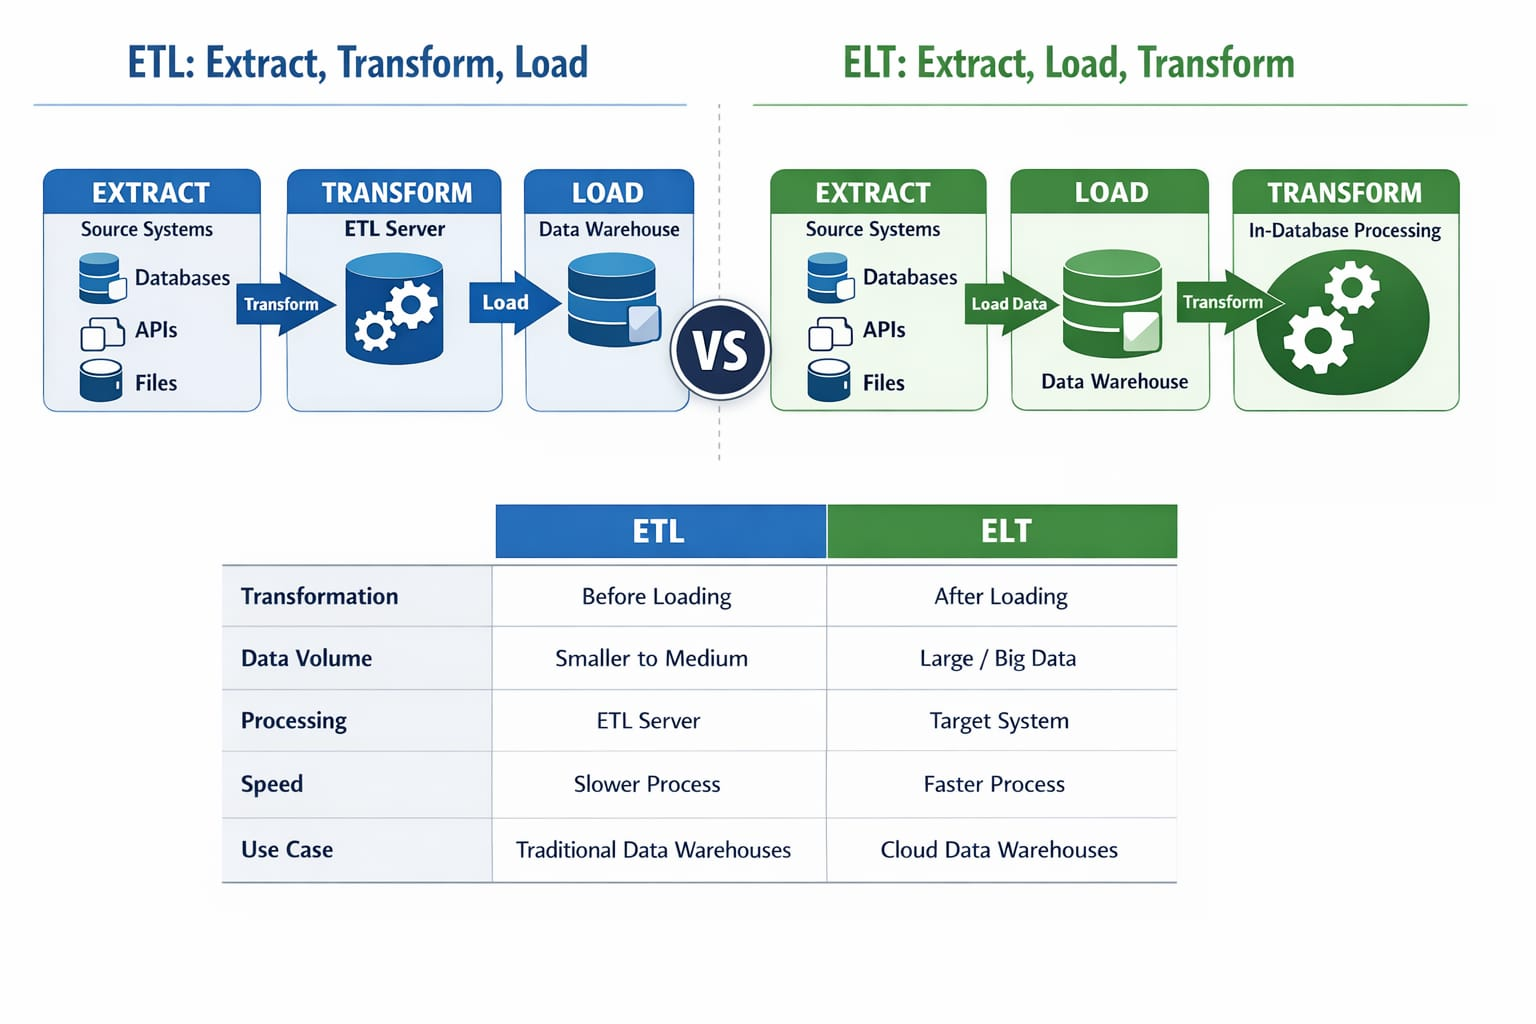 ETL: Extract, Transform, Load
ELT: Extract, Load, Transform
EXTRACT
Source Systems
Databases
APIs
Files
Transform
TRANSFORM
ETL Server
Load
LOAD
Data Warehouse
VS
EXTRACT
Source Systems
Databases
APIs
Files
Load Data
LOAD
Data Warehouse
Transform
TRANSFORM
In-Database Processing
ETL ELT
Transformation Before Loading After Loading
Data Volume Smaller to Medium Large / Big Data
Processing ETL Server Target System
Speed Slower Process Faster Process
Use Case Traditional Data Warehouses Cloud Data Warehouses